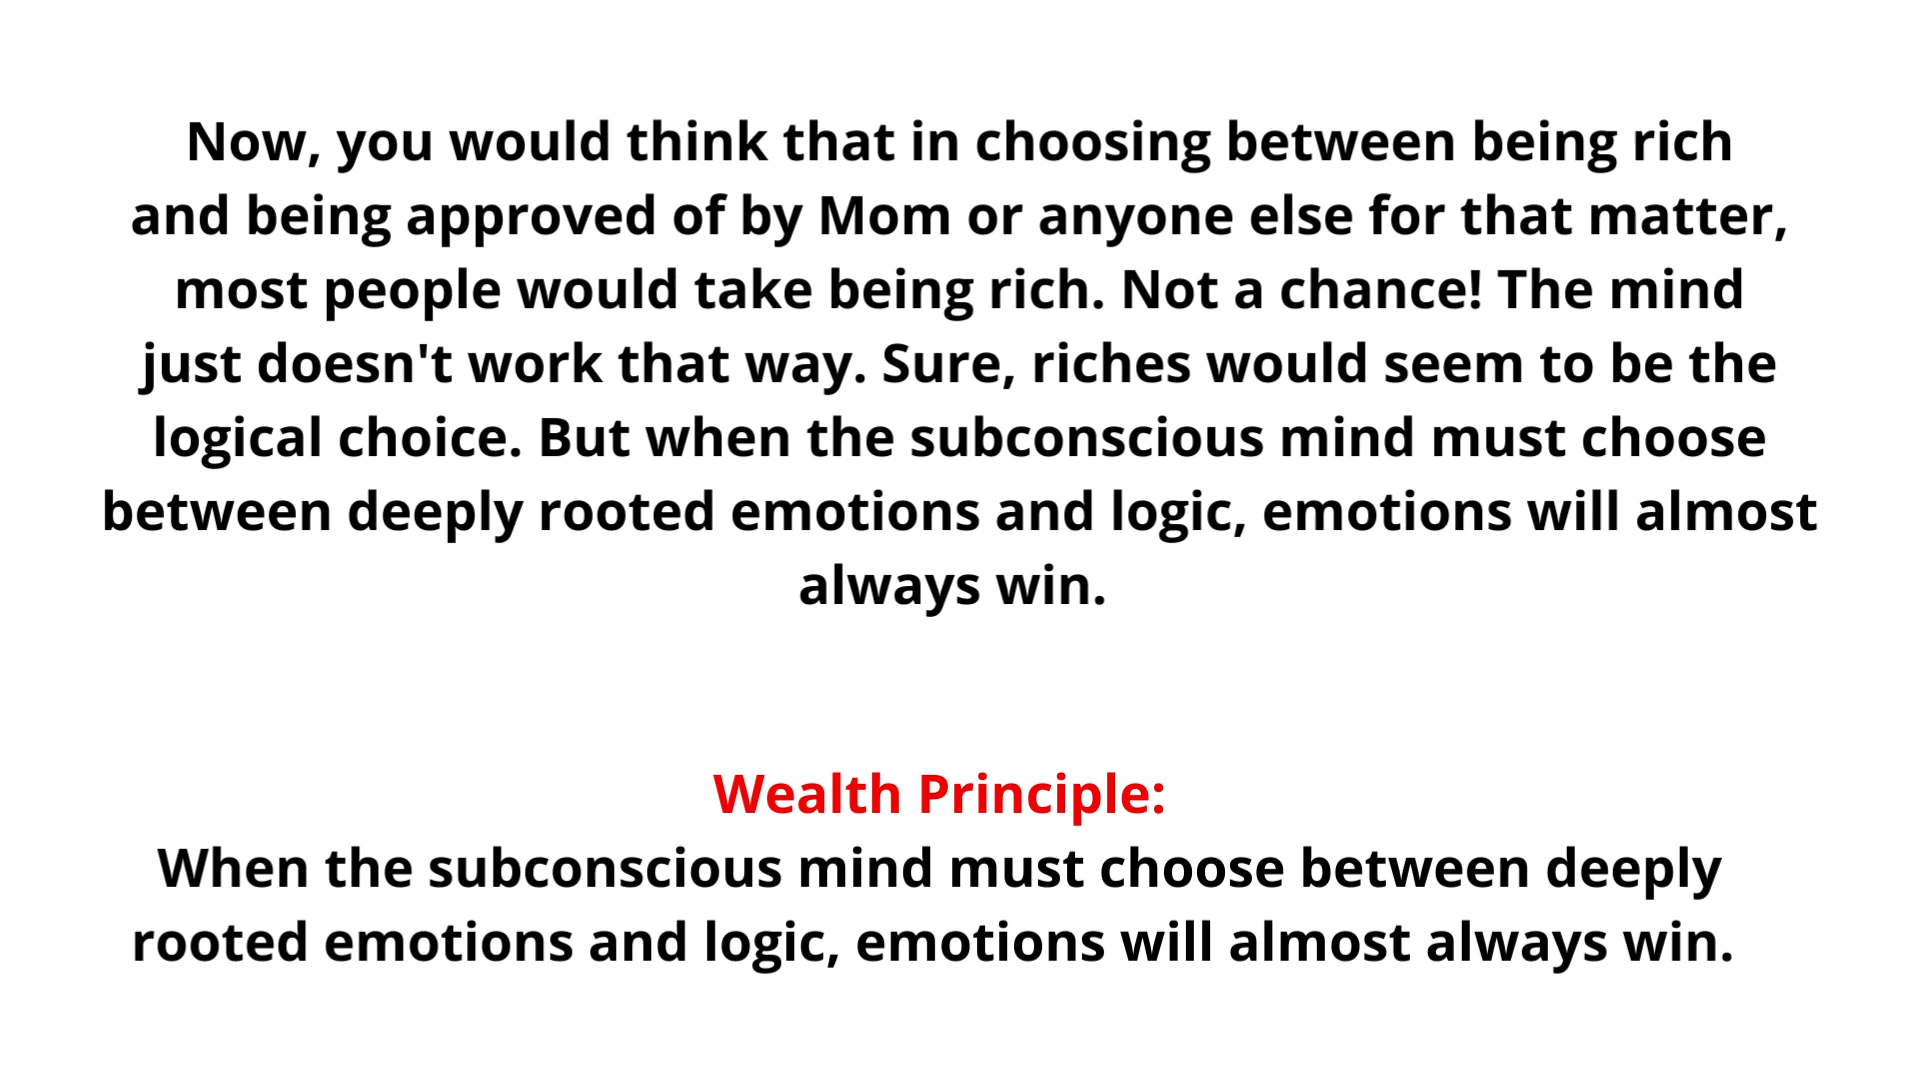 Now, you would think that in choosing between being rich
and being approved of by Mom or anyone else for that matter,
most people would take being rich. Not a chance! The mind
just doesn't work that way. Sure, riches would seem to be the
logical choice. But when the subconscious mind must choose
between deeply rooted emotions and logic, emotions will almost
always win.
Wealth Principle:
When the subconscious mind must choose between deeply
rooted emotions and logic, emotions will almost always win.